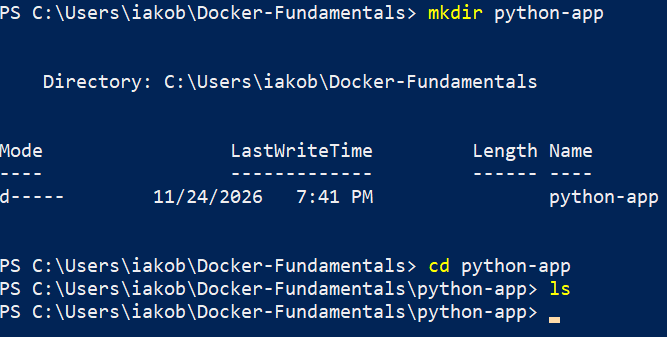 PS C:\Users\iakob\Docker-Fundamentals> mkdir python-app
Directory: C:\Users\iakob\Docker-Fundamentals
Mode                LastWriteTime         Length Name
----                -------------         ------ ----
d-----        11/24/2026   7:41 PM                python-app
PS C:\Users\iakob\Docker-Fundamentals> cd python-app
PS C:\Users\iakob\Docker-Fundamentals\python-app> ls
PS C:\Users\iakob\Docker-Fundamentals\python-app>